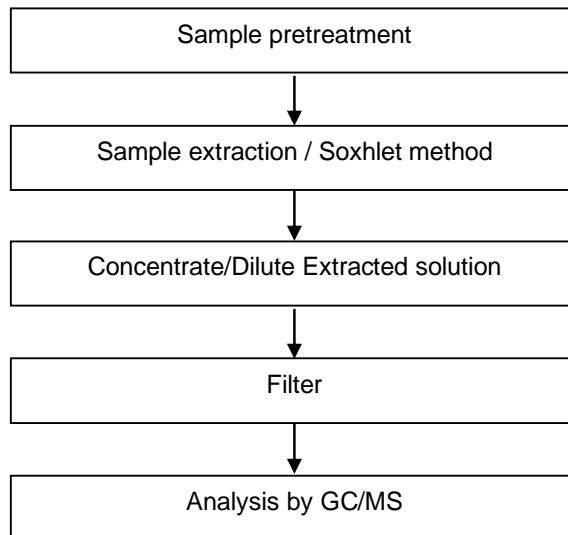 Sample pretreatment
Sample extraction / Soxhlet method
Concentrate/Dilute Extracted solution
Filter
Analysis by GC/MS